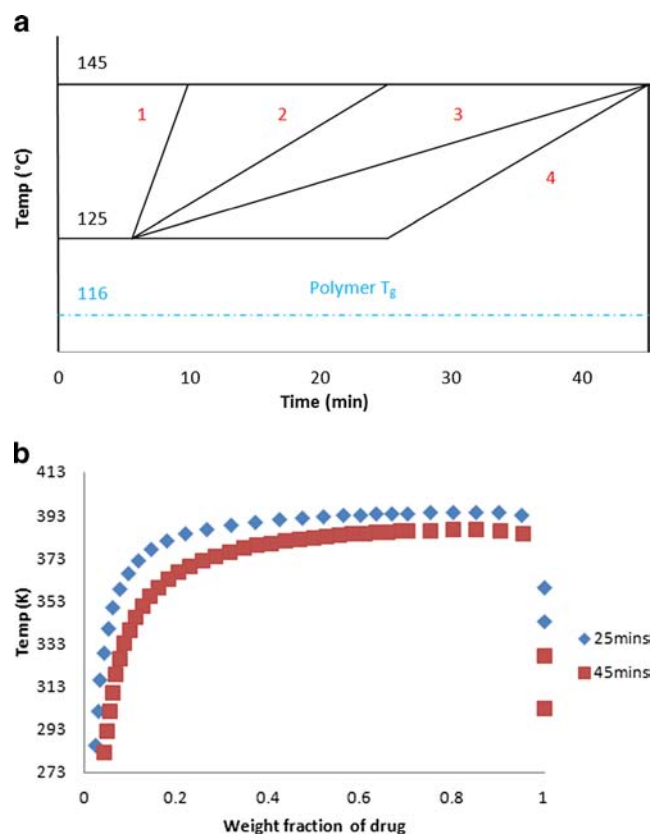 a
145
1
2
3
4
125
116
Polymer Tg
Temp (°C)
0
10
20
30
40
Time (min)
b
413
393
373
353
333
313
293
273
Temp (K)
25mins
45mins
0
0.2
0.4
0.6
0.8
1
Weight fraction of drug